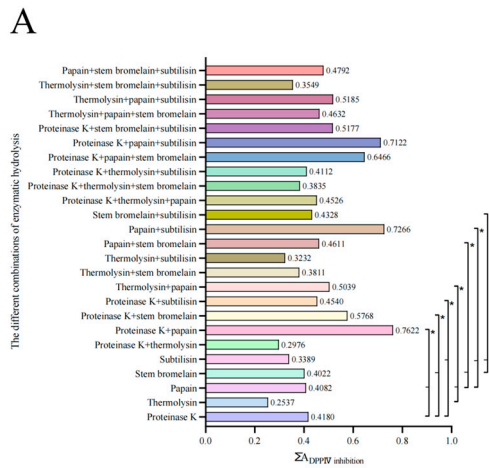 A
The different combinations of enzymatic hydrolysis
Papain+stem bromelain+subtilisin 0.4792
Thermolysin+stem bromelain+subtilisin 0.3549
Thermolysin+papain+subtilisin 0.5185
Thermolysin+papain+stem bromelain 0.4632
Proteinase K+stem bromelain+subtilisin 0.5177
Proteinase K+papain+subtilisin 0.7122
Proteinase K+papain+stem bromelain 0.6466
Proteinase K+thermolysin+subtilisin 0.4112
Proteinase K+thermolysin+stem bromelain 0.3835
Proteinase K+thermolysin+papain 0.4526
Stem bromelain+subtilisin 0.4328
Papain+subtilisin 0.7266
Papain+stem bromelain 0.4611
Thermolysin+subtilisin 0.3232
Thermolysin+stem bromelain 0.3811
Thermolysin+papain 0.5039
Proteinase K+subtilisin 0.4540
Proteinase K+stem bromelain 0.5768
Proteinase K+papain 0.7622
Proteinase K+thermolysin 0.2976
Subtilisin 0.3389
Stem bromelain 0.4022
Papain 0.4082
Thermolysin 0.2537
Proteinase K 0.4180
* * * * * *
0.0 0.2 0.4 0.6 0.8 1.0
ΣA DPPIV inhibition